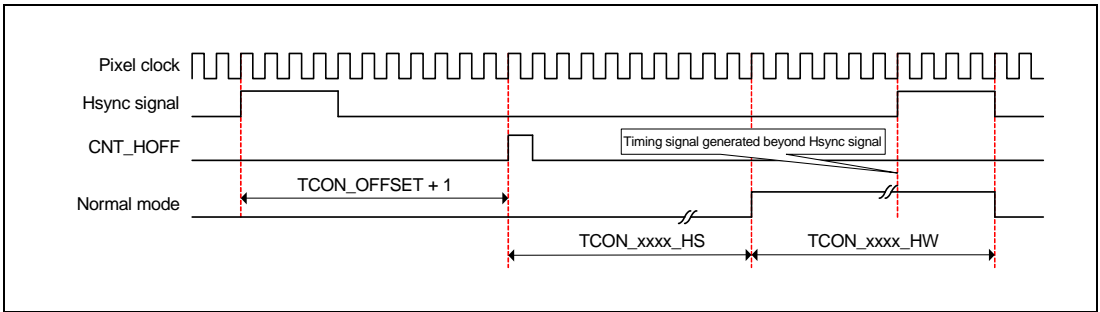 Pixel clock
Hsync signal
CNT_HOFF
Timing signal generated beyond Hsync signal
TCON_OFFSET + 1
Normal mode
TCON_xxxx_HS
TCON_xxxx_HW